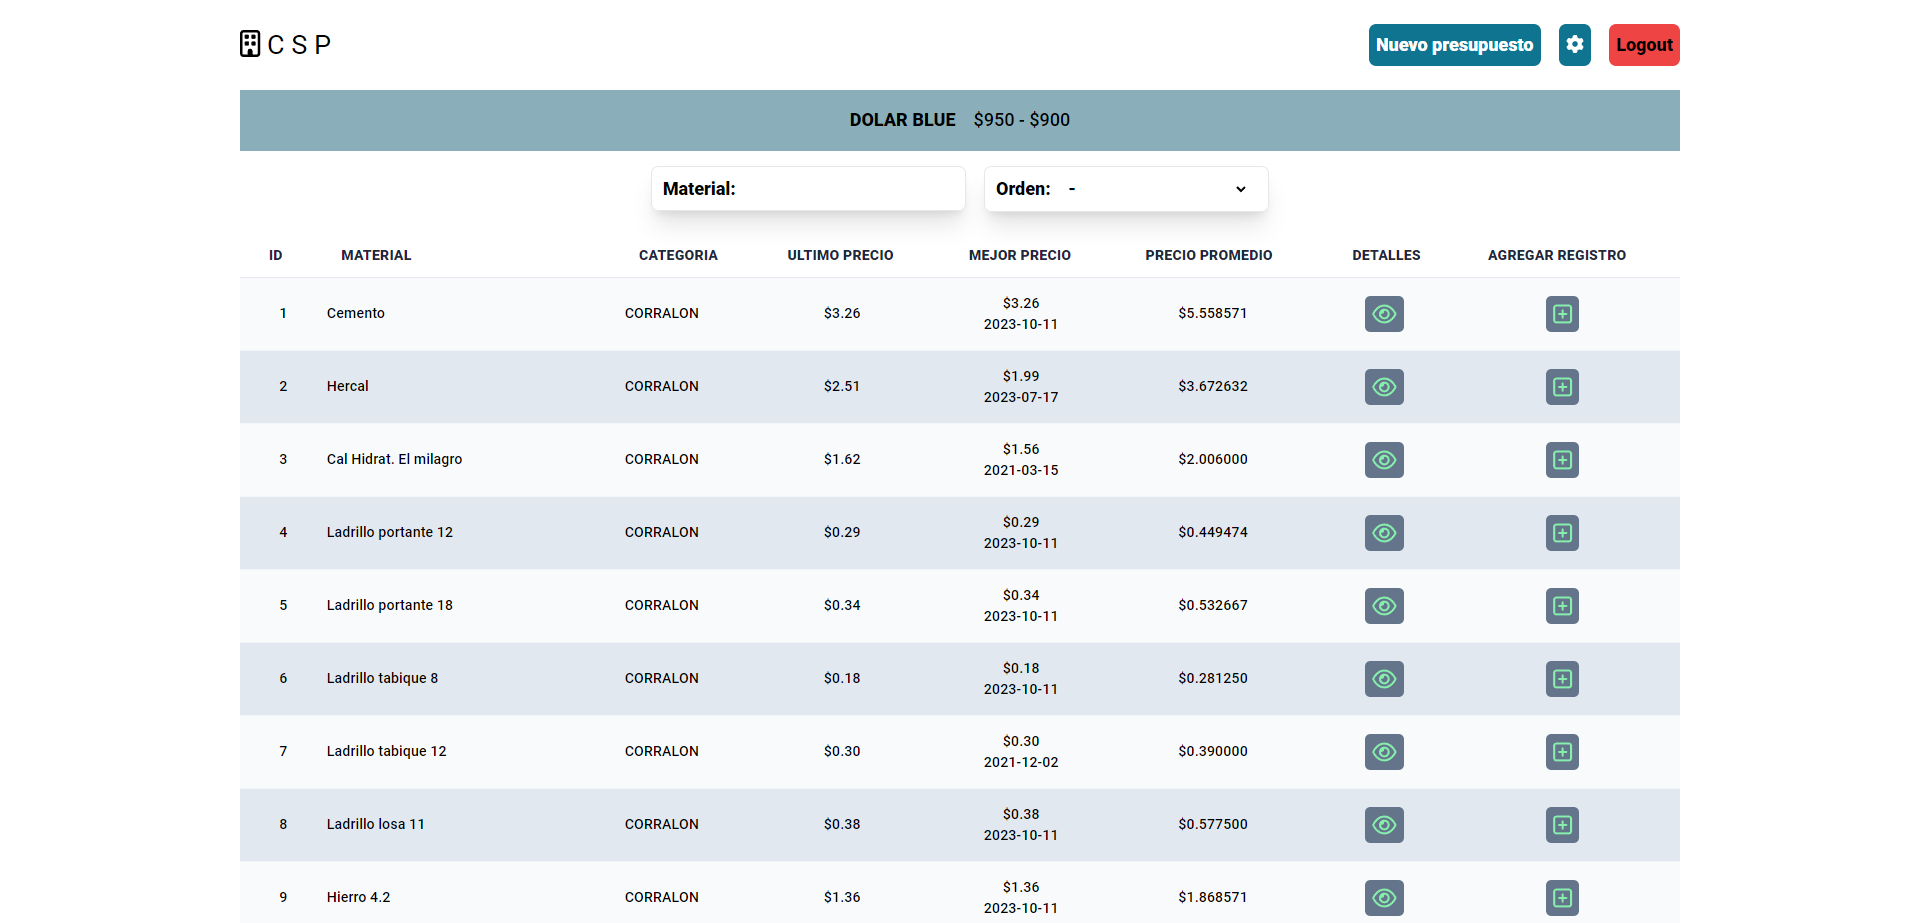 CSP
Nuevo presupuesto
Logout
DOLAR BLUE $950 - $900
Material:
Orden: -
ID MATERIAL CATEGORIA ULTIMO PRECIO MEJOR PRECIO PRECIO PROMEDIO DETALLES AGREGAR REGISTRO
1 Cemento CORRALON $3.26 $3.26 $5.558571
2023-10-11
2 Hercal CORRALON $2.51 $1.99 $3.672632
2023-07-17
3 Cal Hidrat. El milagro CORRALON $1.62 $1.56 $2.006000
2021-03-15
4 Ladrillo portante 12 CORRALON $0.29 $0.29 $0.449474
2023-10-11
5 Ladrillo portante 18 CORRALON $0.34 $0.34 $0.532667
2023-10-11
6 Ladrillo tabique 8 CORRALON $0.18 $0.18 $0.281250
2023-10-11
7 Ladrillo tabique 12 CORRALON $0.30 $0.30 $0.390000
2021-12-02
8 Ladrillo losa 11 CORRALON $0.38 $0.38 $0.577500
2023-10-11
9 Hierro 4.2 CORRALON $1.36 $1.36 $1.868571
2023-10-11